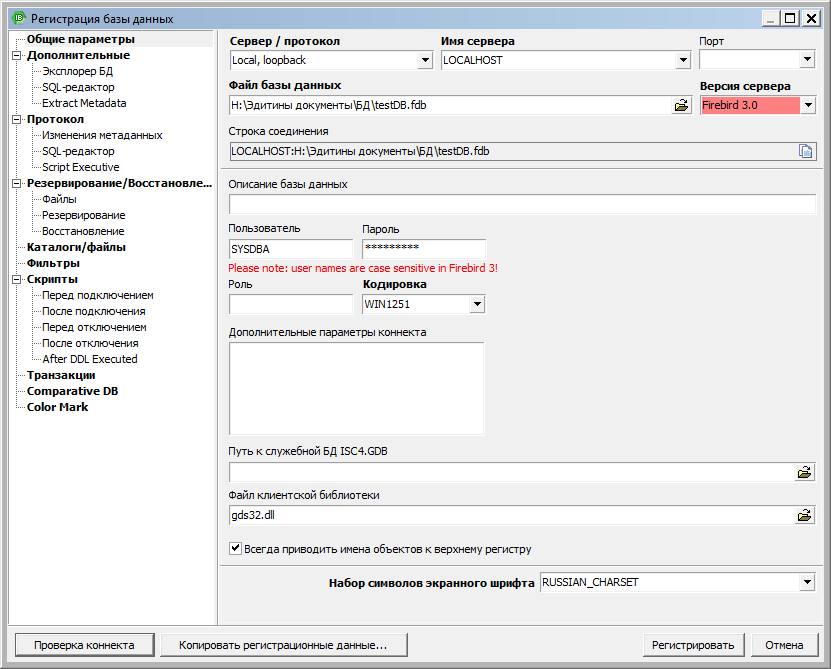 Регистрация базы данных
Общие параметры
Дополнительные
Эксплорер БД
SQL-редактор
Extract Metadata
Протокол
Изменения метаданных
SQL-редактор
Script Executive
Резервирование/Восстановле...
Файлы
Резервирование
Восстановление
Каталоги/файлы
Фильтры
Скрипты
Перед подключением
После подключения
Перед отключением
После отключения
After DDL Executed
Транзакции
Comparative DB
Color Mark
Сервер / протокол
Имя сервера
Порт
Local, loopback
LOCALHOST
Файл базы данных
Версия сервера
H:\Эдитины документы\БД\testDB.fdb
Firebird 3.0
Строка соединения
LOCALHOST:H:\Эдитины документы\БД\testDB.fdb
Описание базы данных
Пользователь
Пароль
SYSDBA
*********
Please note: user names are case sensitive in Firebird 3!
Роль
Кодировка
WIN1251
Дополнительные параметры коннекта
Путь к служебной БД ISC4.GDB
Файл клиентской библиотеки
gds32.dll
Всегда приводить имена объектов к верхнему регистру
Набор символов экранного шрифта
RUSSIAN_CHARSET
Проверка коннекта
Копировать регистрационные данные...
Регистрировать
Отмена